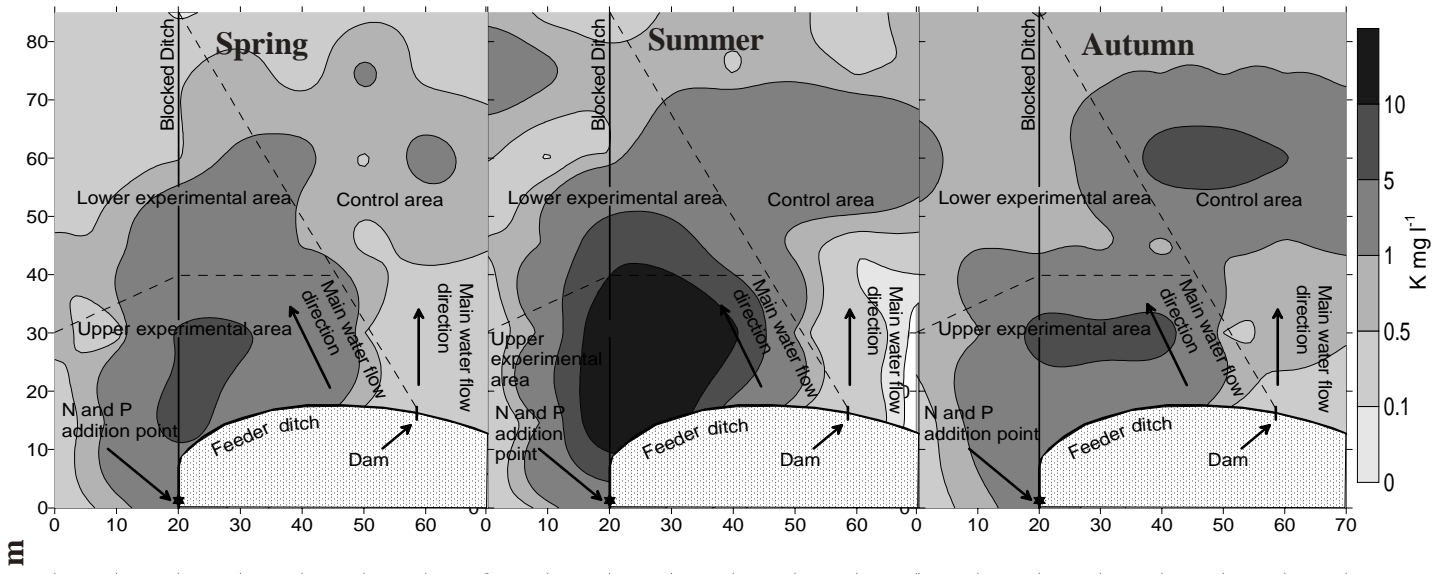 Spring
Summer
Autumn
80
70
60
50
40
30
20
10
0
m
Blocked Ditch
Lower experimental area
Control area
Upper experimental area
Main water flow
direction
Main water flow
direction
N and P
addition point
Feeder ditch
Dam
0 10 20 30 40 50 60
Blocked Ditch
Lower experimental area
Control area
Upper
experimental
area
Main water flow
direction
Main water flow
direction
N and P
addition
point
Feeder ditch
Dam
0 10 20 30 40 50 60
Blocked Ditch
Lower experimental area
Control area
Upper experimental area
Main water flow
direction
Main water flow
direction
N and P
addition point
Feeder ditch
Dam
0 10 20 30 40 50 60 70
10
5
1
0.5
0.1
0
K mg l-1